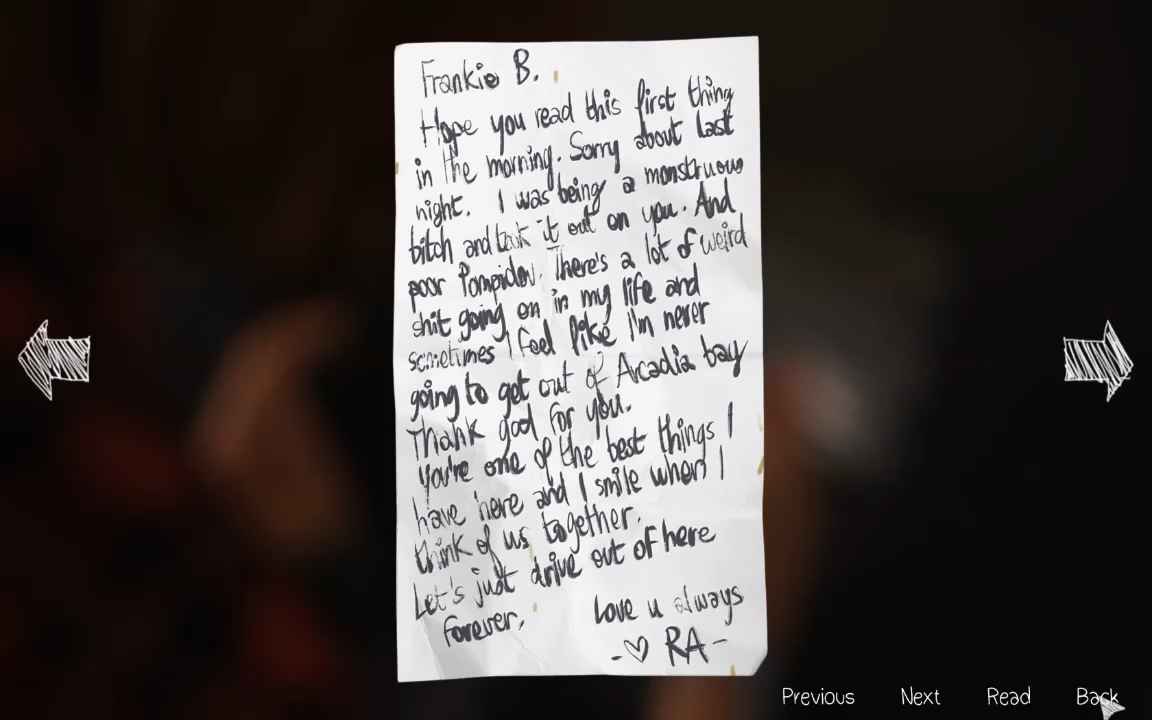 Frankie B.
Hope you read this first thing
in the morning. Sorry about last
night. I was being a monstruous
bitch and took it out on you. And
poor Pompidou. There's a lot of weird
shit going on in my life and
sometimes I feel like I'm never
going to get out of Arcadia bay
Thank god for you.
You're one of the best things I
have here and I smile when I
think of us together.
Let's just drive out of here
forever.
Love u always
-♡ RA-
Previous Next Read Back